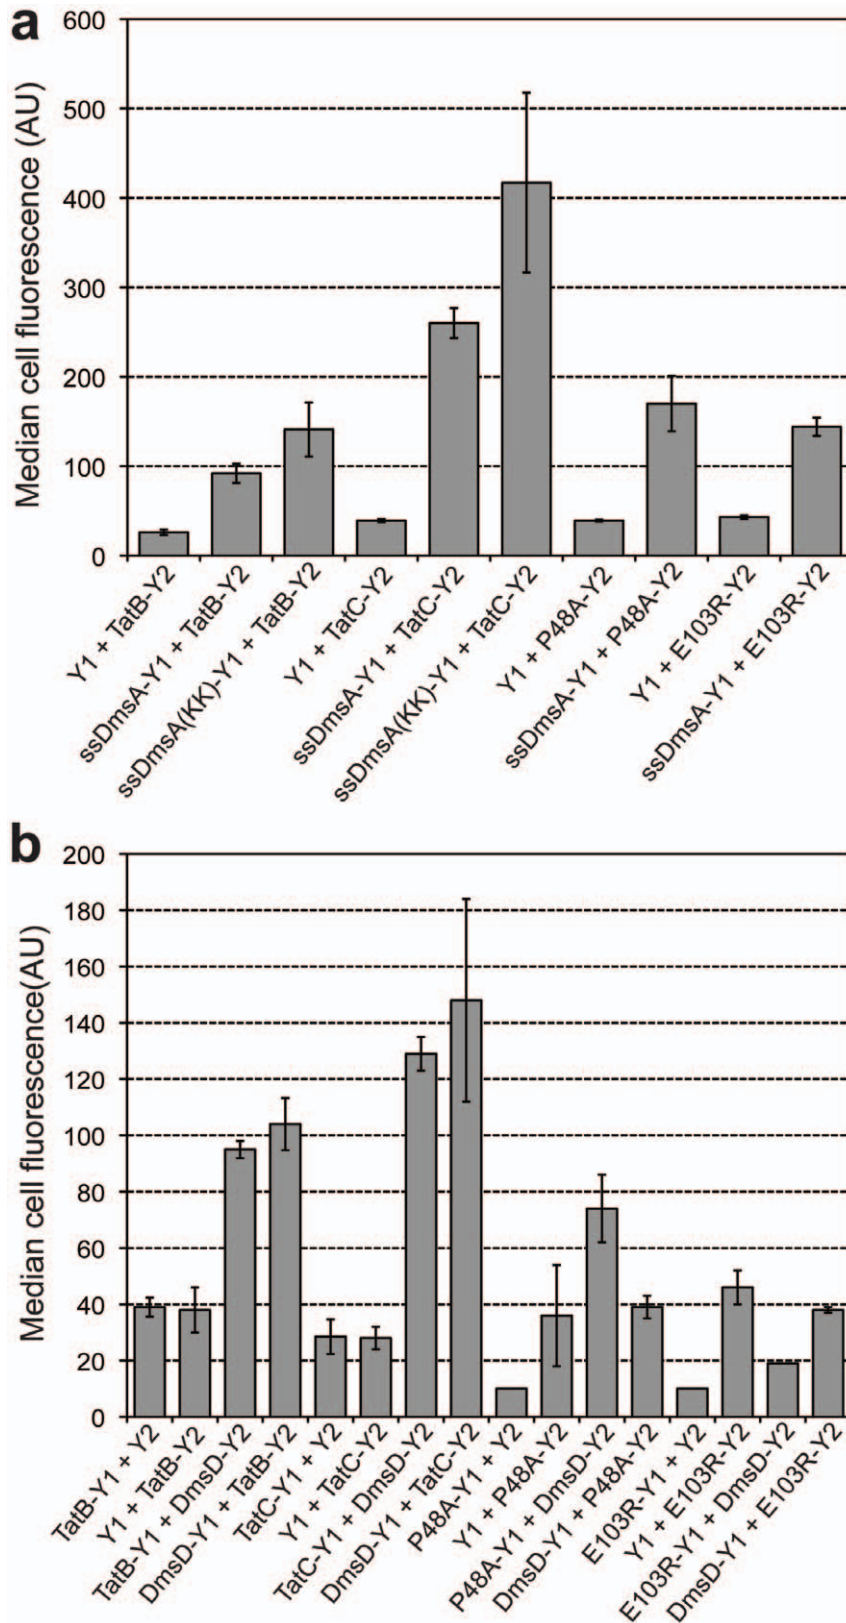 a
Median cell fluorescence (AU)
600
500
400
300
200
100
0
Y1 + TatB-Y2
ssDmsA-Y1 + TatB-Y2
ssDmsA(KK)-Y1 + TatB-Y2
Y1 + TatC-Y2
ssDmsA-Y1 + TatC-Y2
ssDmsA(KK)-Y1 + TatC-Y2
Y1 + P48A-Y2
ssDmsA-Y1 + P48A-Y2
Y1 + E103R-Y2
ssDmsA-Y1 + E103R-Y2
b
Median cell fluorescence(AU)
200
180
160
140
120
100
80
60
40
20
0
TatB-Y1 + Y2
Y1 + TatB-Y2
TatB-Y1 + DmsD-Y2
DmsD-Y1 + TatB-Y2
TatC-Y1 + Y2
Y1 + TatC-Y2
TatC-Y1 + DmsD-Y2
DmsD-Y1 + TatC-Y2
P48A-Y1 + Y2
Y1 + P48A-Y2
P48A-Y1 + DmsD-Y2
DmsD-Y1 + P48A-Y2
E103R-Y1 + Y2
Y1 + E103R-Y2
E103R-Y1 + DmsD-Y2
DmsD-Y1 + E103R-Y2